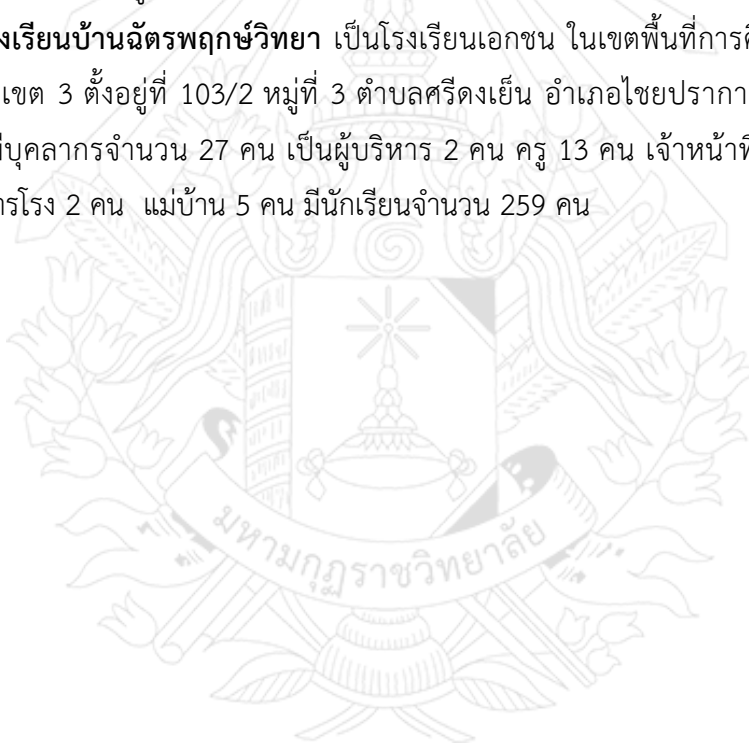 งเรียนบ้านฉัตรพฤกษ์วิทยา เป็นโรงเรียนเอกชน ในเขตพื้นที่การศ
เขต 3 ตั้งอยู่ที่ 103/2 หมู่ที่ 3 ตำบลศรีดงเย็น อำเภอไชยปรากา
มีบุคลากรจำนวน 27 คน เป็นผู้บริหาร 2 คน ครู 13 คน เจ้าหน้าที่
ารโรง 2 คน แม่บ้าน 5 คน มีนักเรียนจำนวน 259 คน
มหามกุฏราชวิทยาลัย